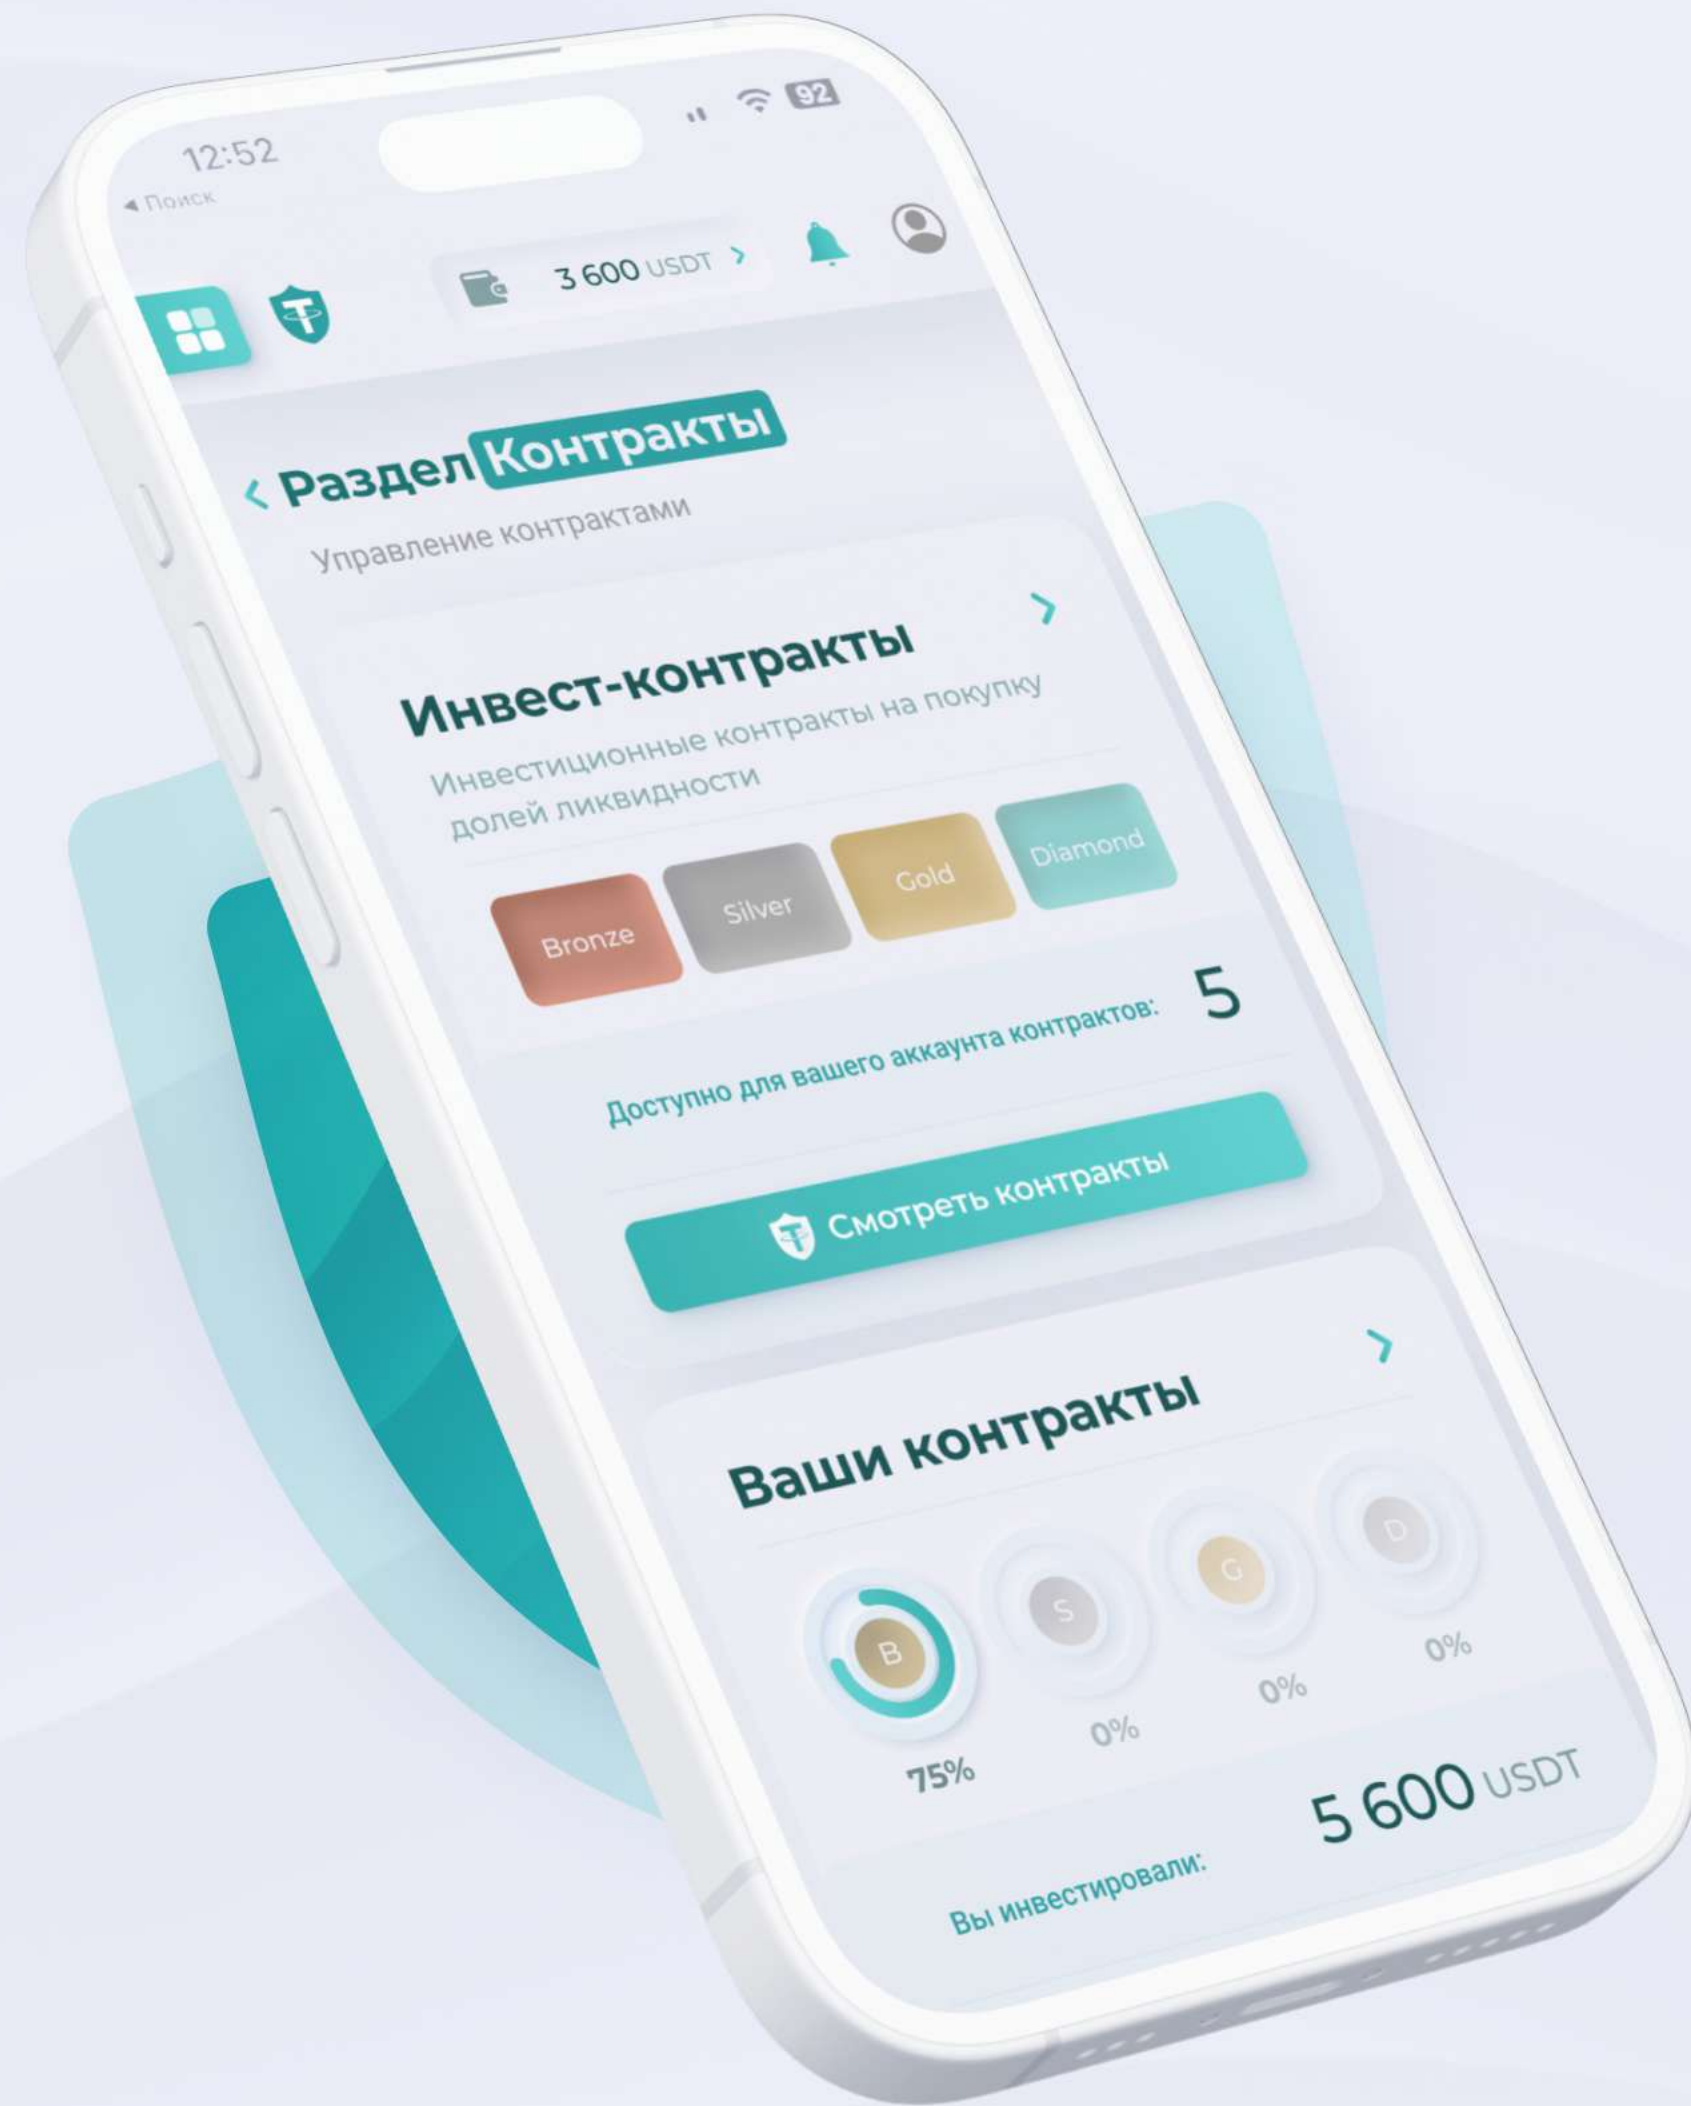 12:52
92
◀ Поиск
3 600 USDT
Раздел Контракты
Управление контрактами
Инвест-контракты
Инвестиционные контракты на покупку
долей ликвидности
Bronze Silver Gold Diamond
Доступно для вашего аккаунта контрактов: 5
Смотреть контракты
Ваши контракты
B S G D
75% 0% 0% 0%
Вы инвестировали: 5 600 USDT